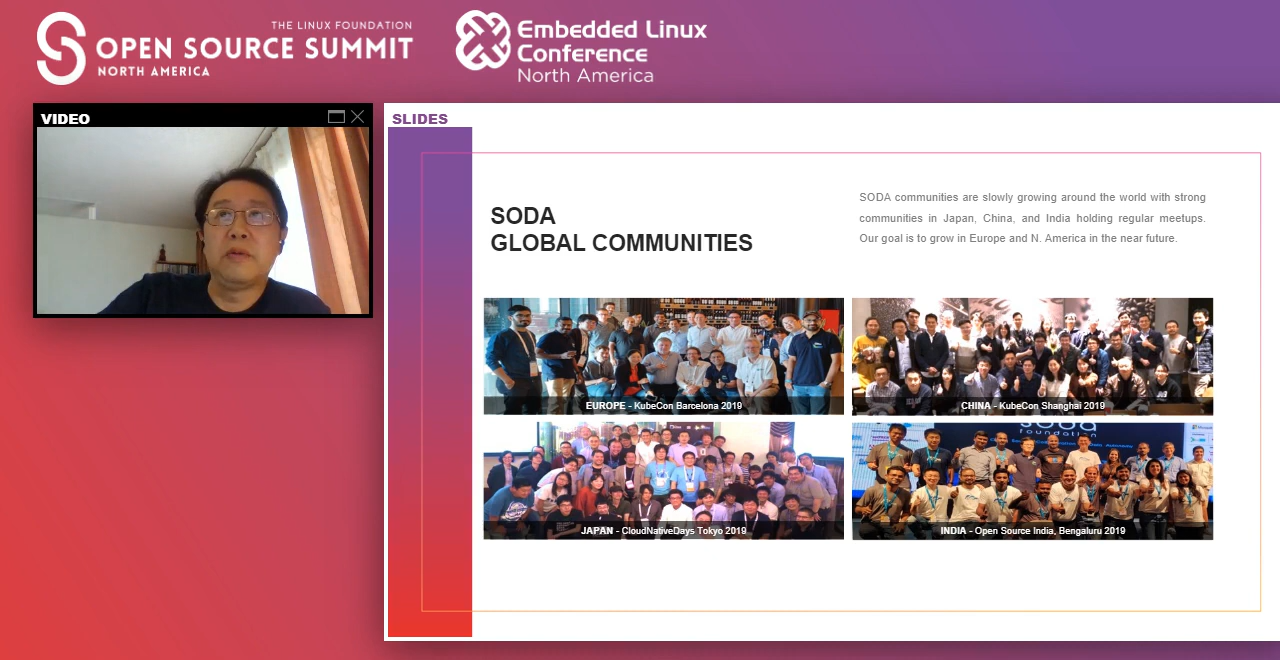 THE LINUX FOUNDATION
OPEN SOURCE SUMMIT
NORTH AMERICA
Embedded Linux
Conference
North America
VIDEO
SLIDES
SODA
GLOBAL COMMUNITIES
SODA communities are slowly growing around the world with strong
communities in Japan, China, and India holding regular meetups.
Our goal is to grow in Europe and N. America in the near future.
EUROPE - KubeCon Barcelona 2019
CHINA - KubeCon Shanghai 2019
soda
foundation
JAPAN - CloudNativeDays Tokyo 2019
INDIA - Open Source India, Bengaluru 2019